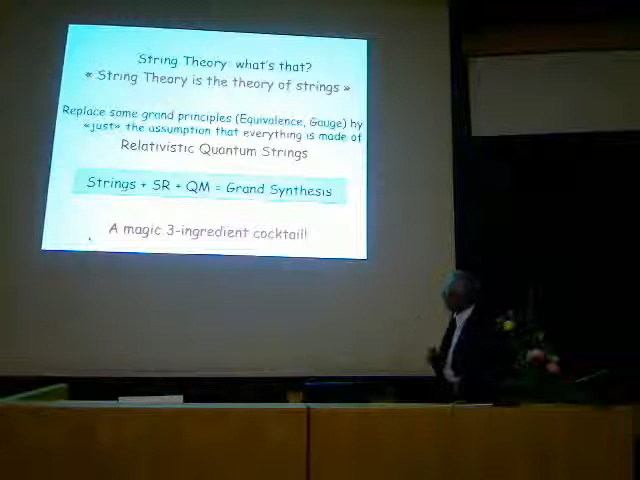 String Theory: what's that?
« String Theory is the theory of strings »
Replace some grand principles (Equivalence, Gauge) by
«just» the assumption that everything is made of
Relativistic Quantum Strings
Strings + SR + QM = Grand Synthesis
A magic 3-ingredient cocktail!